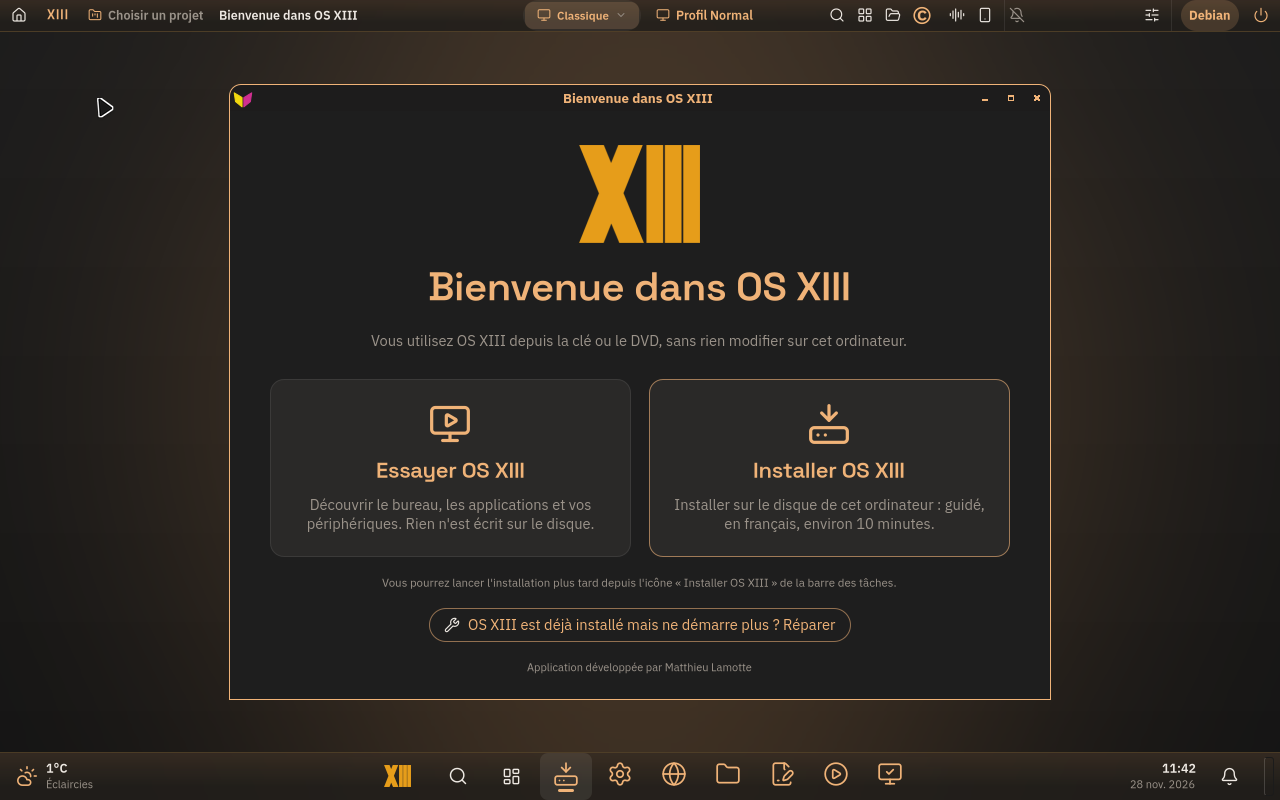 XIII
Choisir un projet
Bienvenue dans OS XIII
Classique
Profil Normal
Debian
Bienvenue dans OS XIII
XIII
Bienvenue dans OS XIII
Vous utilisez OS XIII depuis la clé ou le DVD, sans rien modifier sur cet ordinateur.
Essayer OS XIII
Découvrir le bureau, les applications et vos
périphériques. Rien n'est écrit sur le disque.
Installer OS XIII
Installer sur le disque de cet ordinateur : guidé,
en français, environ 10 minutes.
Vous pourrez lancer l'installation plus tard depuis l'icône « Installer OS XIII » de la barre des tâches.
OS XIII est déjà installé mais ne démarre plus ? Réparer
Application développée par Matthieu Lamotte
1°C
Éclaircies
XIII
11:42
28 nov. 2026